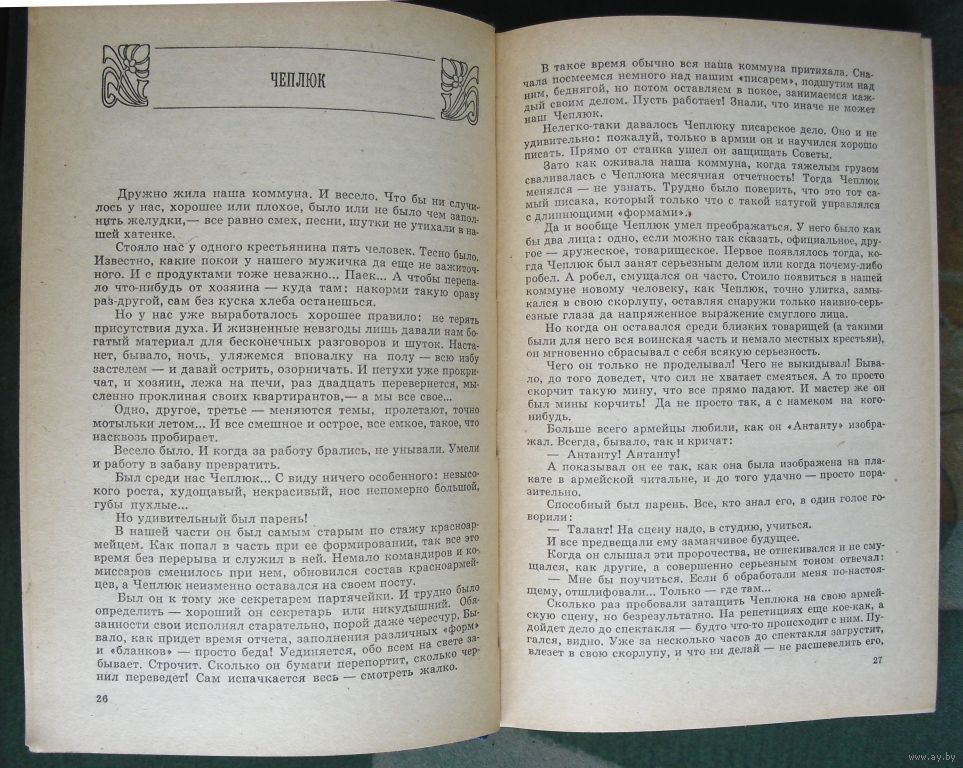 ЧЕПЛЮК
Дружно жила наша коммуна. И весело. Что бы ни случи-
лось у нас, хорошее или плохое, было или не было чем запол-
нить желудки,— все равно смех, песни, шутки не утихали в на-
шей хатенке.
Стояло нас у одного крестьянина пять человек. Тесно было.
Известно, какие покои у нашего мужичка да еще не зажиточ-
ного. И с продуктами тоже неважно... Паек... А чтобы перепа-
ло что-нибудь от хозяина — куда там: накорми такую ораву
раз-другой, сам без куска хлеба останешься.
Но у нас уже выработалось хорошее правило: не терять
присутствия духа. И жизненные невзгоды лишь давали нам бо-
гатый материал для бесконечных разговоров и шуток. Наста-
нет, бывало, ночь, уляжемся вповалку на полу — всю избу
застелем — и давай острить, озорничать. И петухи уже прокри-
чат, и хозяин, лежа на печи, раз двадцать перевернется, мы-
сленно проклиная своих квартирантов,— а мы все свое...
Одно, другое, третье — меняются темы, пролетают, точно
мотыльки летом... И все смешное и острое, все емкое, такое, что
насквозь пробирает.
Весело было. И когда за работу брались, не унывали. Умели
и работу в забаву превратить.
Был среди нас Чеплюк... С виду ничего особенного: невысо-
кого роста, худощавый, некрасивый, нос непомерно большой,
губы пухлые...
Но удивительный был парень!
В нашей части он был самым старым по стажу красноар-
мейцем. Как попал в часть при ее формировании, так все это
время без перерыва и служил в ней. Немало командиров и ко-
миссаров сменилось при нем, обновился состав красноармей-
цев, а Чеплюк неизменно оставался на своем посту.
Был он к тому же секретарем партячейки. И трудно было
определить — хороший он секретарь или никудышний. Обя-
занности свои исполнял старательно, порой даже чересчур. Бы-
вало, как придет время отчета, заполнения различных «форм»
и «бланков» — просто беда! Уединяется, обо всем на свете за-
бывает. Строчит. Сколько он бумаги перепортит, сколько чер-
нил переведет! Сам испачкается весь — смотреть жалко.
26
В такое время обычно вся наша коммуна притихала. Сна-
чала посмеемся немного над нашим «писарем», подшутим над
ним, беднягой, но потом оставляем в покое, занимаемся каж-
дый своим делом. Пусть работает! Знали, что иначе не может
наш Чеплюк.
Нелегко-таки давалось Чеплюку писарское дело. Оно и не
удивительно: пожалуй, только в армии он и научился хорошо
писать. Прямо от станка ушел он защищать Советы.
Зато как оживала наша коммуна, когда тяжелым грузом
сваливалась с Чеплюка месячная отчетность! Тогда Чеплюк
менялся — не узнать. Трудно было поверить, что это тот са-
мый писака, который только что с такой натугой управлялся
с длиннющими «формами».
Да и вообще Чеплюк умел преображаться. У него было как
бы два лица: одно, если можно так сказать, официальное, дру-
гое — дружеское, товарищеское. Первое появлялось тогда, ко-
гда Чеплюк был занят серьезным делом или когда почему-либо
робел. А робел, смущался он часто. Стоило появиться в нашей
коммуне новому человеку, как Чеплюк, точно улитка, замы-
кался в свою скорлупу, оставляя снаружи только наивно-серь-
езные глаза да напряженное выражение смуглого лица.
Но когда он оставался среди близких товарищей (а такими
были для него вся воинская часть и немало местных крестьян),
он мгновенно сбрасывал с себя всякую серьезность.
Чего он только не проделывал! Чего не выкидывал! Быва-
ло, до того доведет, что сил не хватает смеяться. А то просто
скорчит такую мину, что все прямо падают. И мастер же он
был мины корчить! Да не просто так, а с намеком на кого-
нибудь.
Больше всего армейцы любили, как он «Антанту» изобра-
жал. Всегда, бывало, так и кричат:
— Антанту! Антанту!
А показывал он ее так, как она была изображена на пла-
кате в армейской читальне, и до того удачно — просто пора-
зительно.
Способный был парень. Все, кто знал его, в один голос го-
ворили:
— Талант! На сцену надо, в студию, учиться.
И все предвещали ему заманчивое будущее.
Когда он слышал эти пророчества, не отнекивался и не сму-
щался, как другие, а совершенно серьезным тоном отвечал:
— Мне бы поучиться. Если б обработали меня по-настоя-
щему, отшлифовали... Только — где там...
Сколько раз пробовали затащить Чеплюка на свою армей-
скую сцену, но безрезультатно. На репетициях еще кое-как, а
дойдет дело до спектакля — будто что-то происходит с ним. Пу-
гался, видно. Уже за несколько часов до спектакля загрустит,
влезет в свою скорлупу, и что ни делай — не расшевелить его,
27
www.ay.by